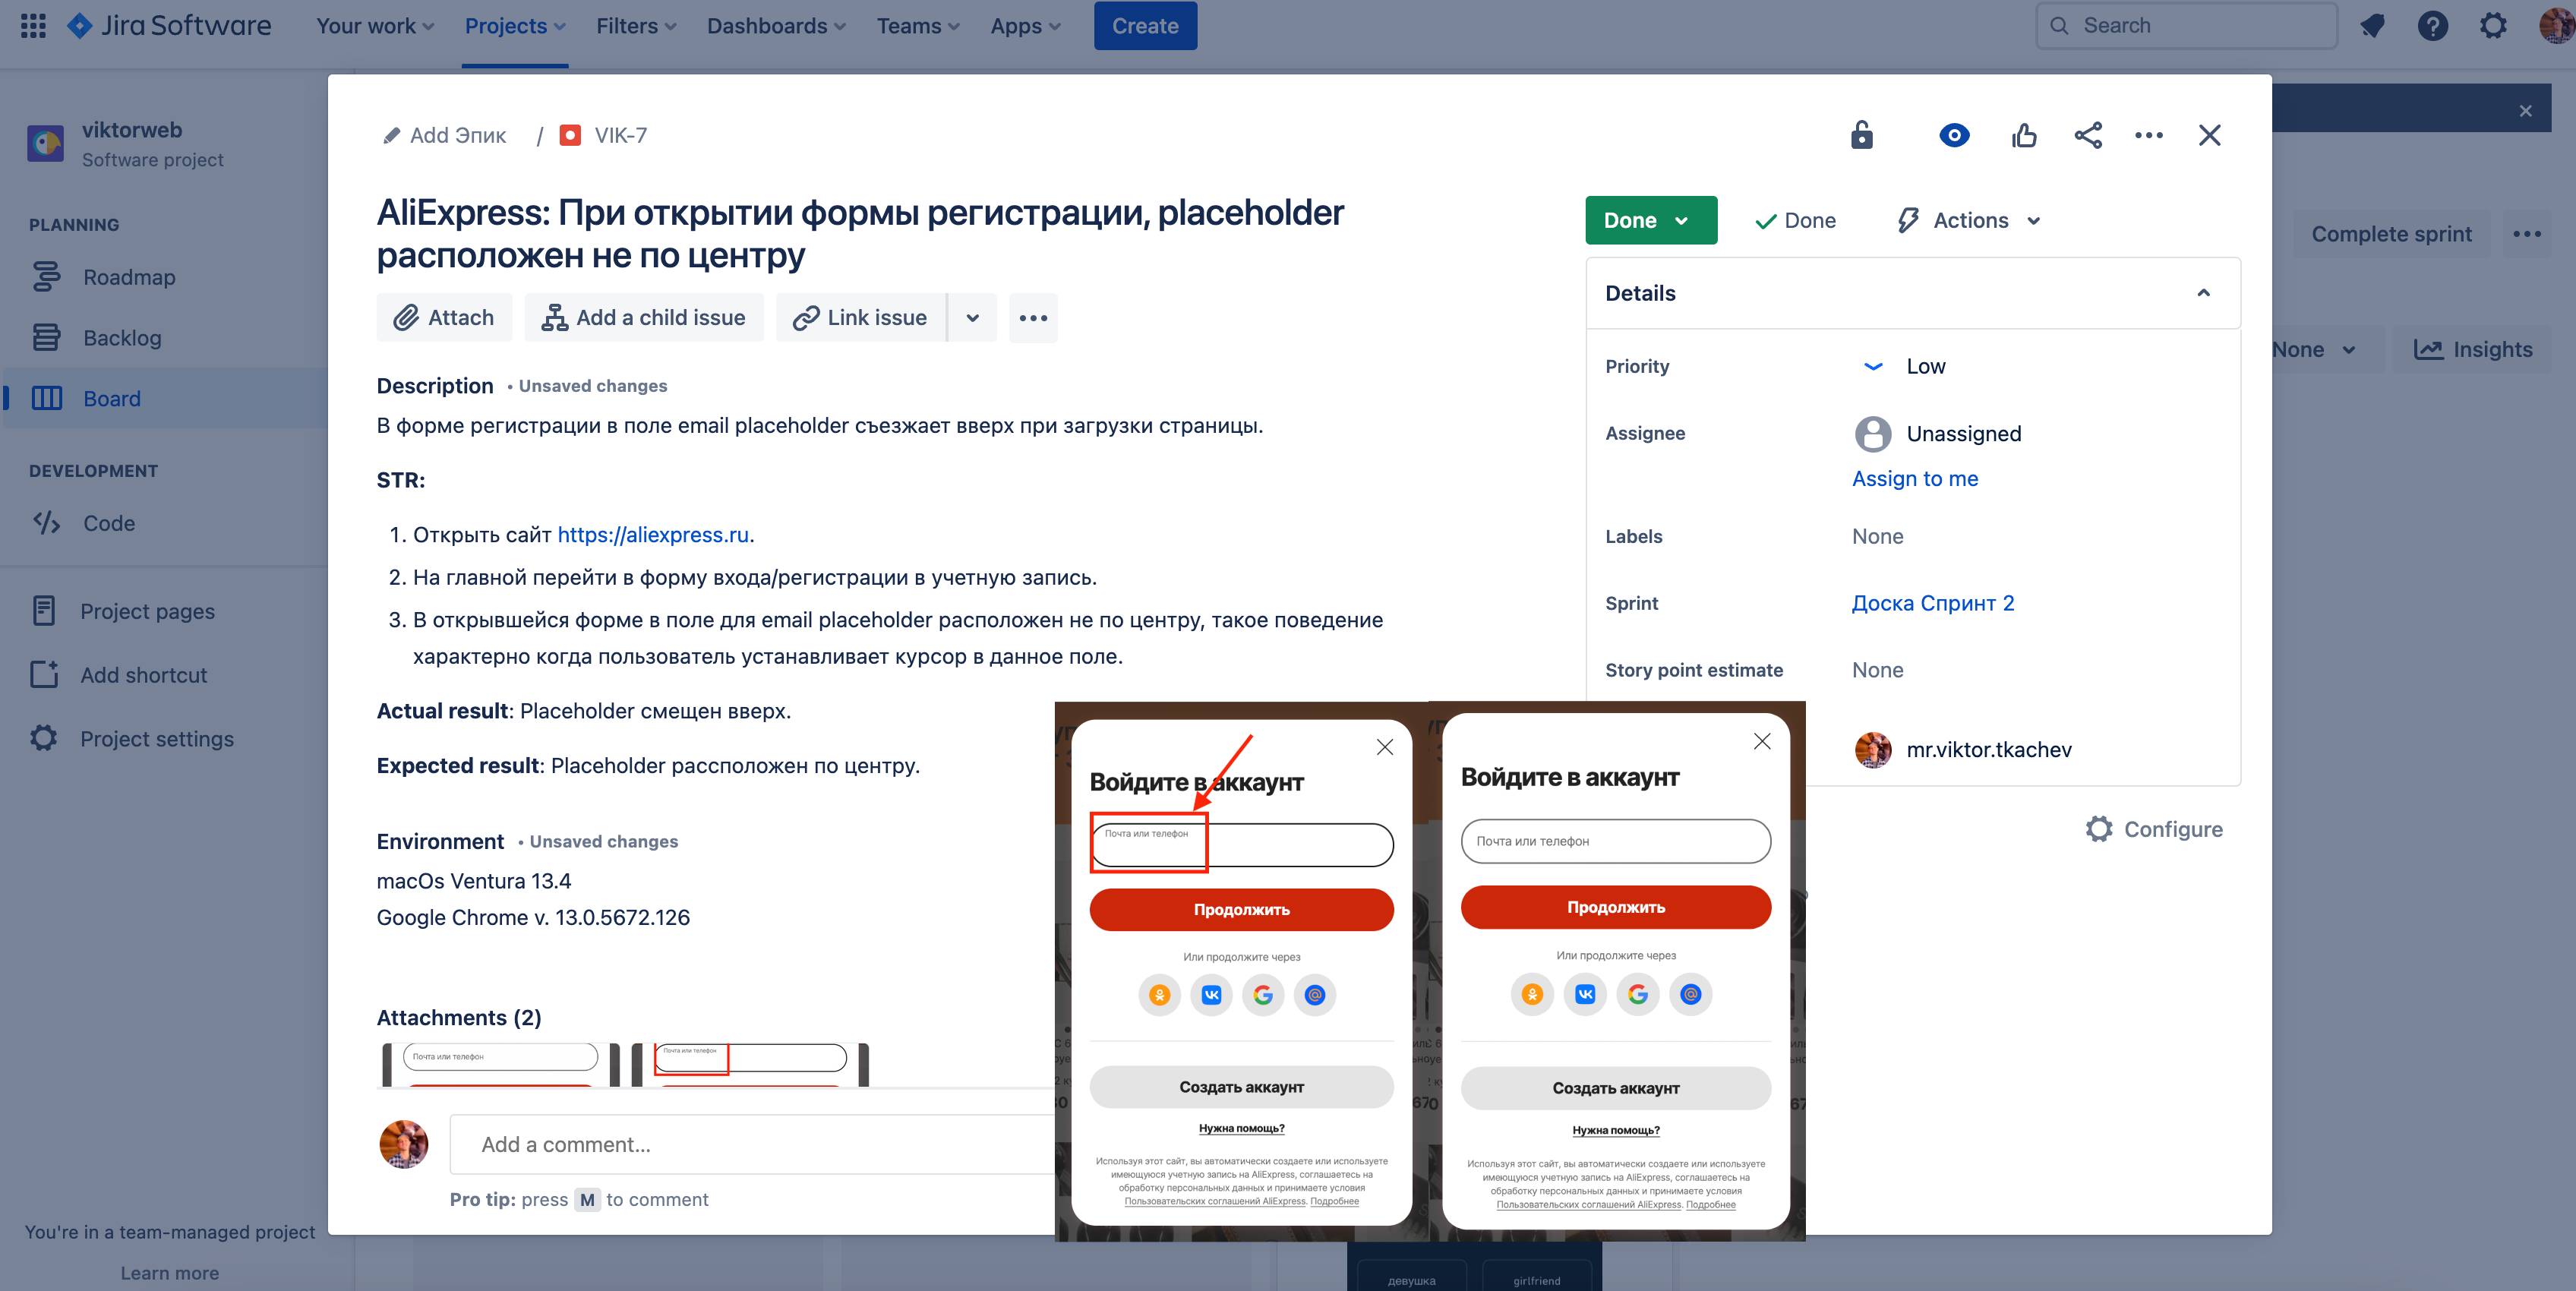 Jira Software
Your work
Projects
Filters
Dashboards
Teams
Apps
Create
Search
viktorweb
Software project
PLANNING
Roadmap
Backlog
Board
DEVELOPMENT
Code
Project pages
Add shortcut
Project settings
You're in a team-managed project
Learn more
Add Эпик / VIK-7
AliExpress: При открытии формы регистрации, placeholder
расположен не по центру
Attach
Add a child issue
Link issue
Description • Unsaved changes
В форме регистрации в поле email placeholder съезжает вверх при загрузки страницы.
STR:
1. Открыть сайт https://aliexpress.ru.
2. На главной перейти в форму входа/регистрации в учетную запись.
3. В открывшейся форме в поле для email placeholder расположен не по центру, такое поведение
характерно когда пользователь устанавливает курсор в данное поле.
Actual result: Placeholder смещен вверх.
Expected result: Placeholder рассположен по центру.
Environment • Unsaved changes
macOs Ventura 13.4
Google Chrome v. 13.0.5672.126
Attachments (2)
Почта или телефон
Почта или телефон
Add a comment...
Pro tip: press M to comment
Done
Done
Actions
Details
Priority
Low
Assignee
Unassigned
Assign to me
Labels
None
Sprint
Доска Спринт 2
Story point estimate
None
mr.viktor.tkachev
Configure
Complete sprint
None
Insights
Войдите в аккаунт
Почта или телефон
Продолжить
Или продолжите через
Создать аккаунт
Нужна помощь?
Используя этот сайт, вы автоматически создаете или используете
имеющуюся учетную запись на AliExpress, соглашаетесь на
обработку персональных данных и принимаете условия
Пользовательских соглашений AliExpress. Подробнее
Войдите в аккаунт
Почта или телефон
Продолжить
Или продолжите через
Создать аккаунт
Нужна помощь?
Используя этот сайт, вы автоматически создаете или используете
имеющуюся учетную запись на AliExpress, соглашаетесь на
обработку персональных данных и принимаете условия
Пользовательских соглашений AliExpress. Подробнее
девушка
girlfriend